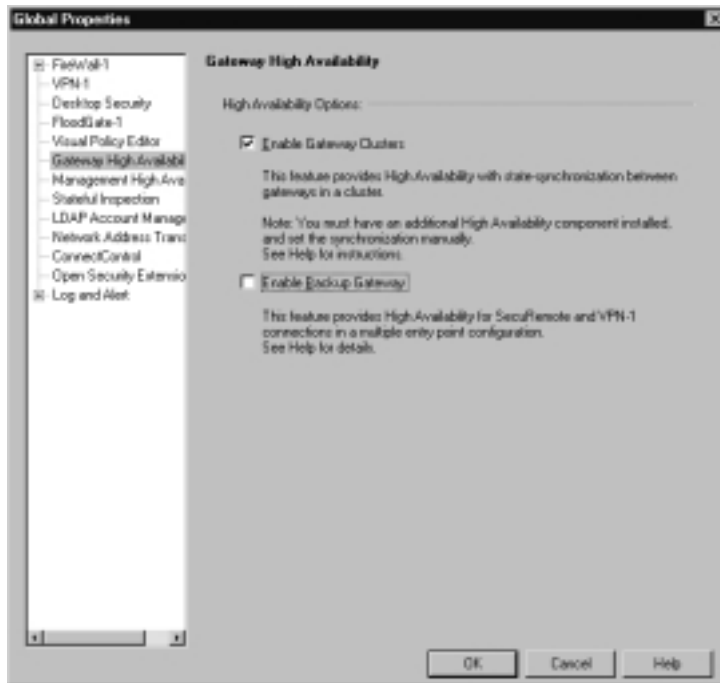 Global Properties
FireWall-1
VPN-1
Desktop Security
FloodGate-1
Visual Policy Editor
Gateway High Availabil
Management High Ava
Stateful Inspection
LDAP Account Manage
Network Address Trans
ConnectControl
Open Security Extensio
Log and Alert
Gateway High Availability
High Availability Options:
Enable Gateway Clusters
This feature provides High Availability with state-synchronization between
gateways in a cluster.
Note: You must have an additional High Availability component installed,
and set the synchronization manually.
See Help for instructions.
Enable Backup Gateway
This feature provides High Availability for SecuRemote and VPN-1
connections in a multiple entry point configuration.
See Help for details.
OK
Cancel
Help